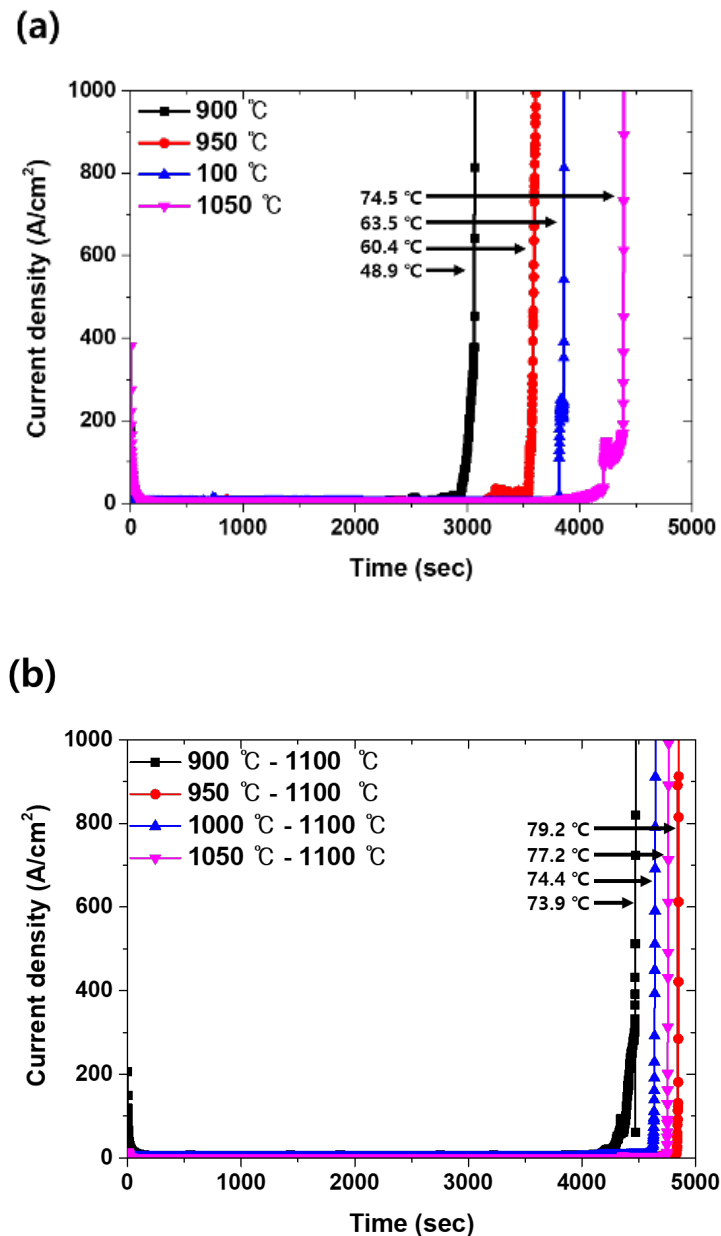 (a)
1000
800
600
400
200
0
Current density (A/cm²)
900 ℃
950 ℃
100 ℃
1050 ℃
74.5 ℃
63.5 ℃
60.4 ℃
48.9 ℃
0 1000 2000 3000 4000 5000
Time (sec)
(b)
1000
800
600
400
200
0
Current density (A/cm²)
900 ℃ - 1100 ℃
950 ℃ - 1100 ℃
1000 ℃ - 1100 ℃
1050 ℃ - 1100 ℃
79.2 ℃
77.2 ℃
74.4 ℃
73.9 ℃
0 1000 2000 3000 4000 5000
Time (sec)